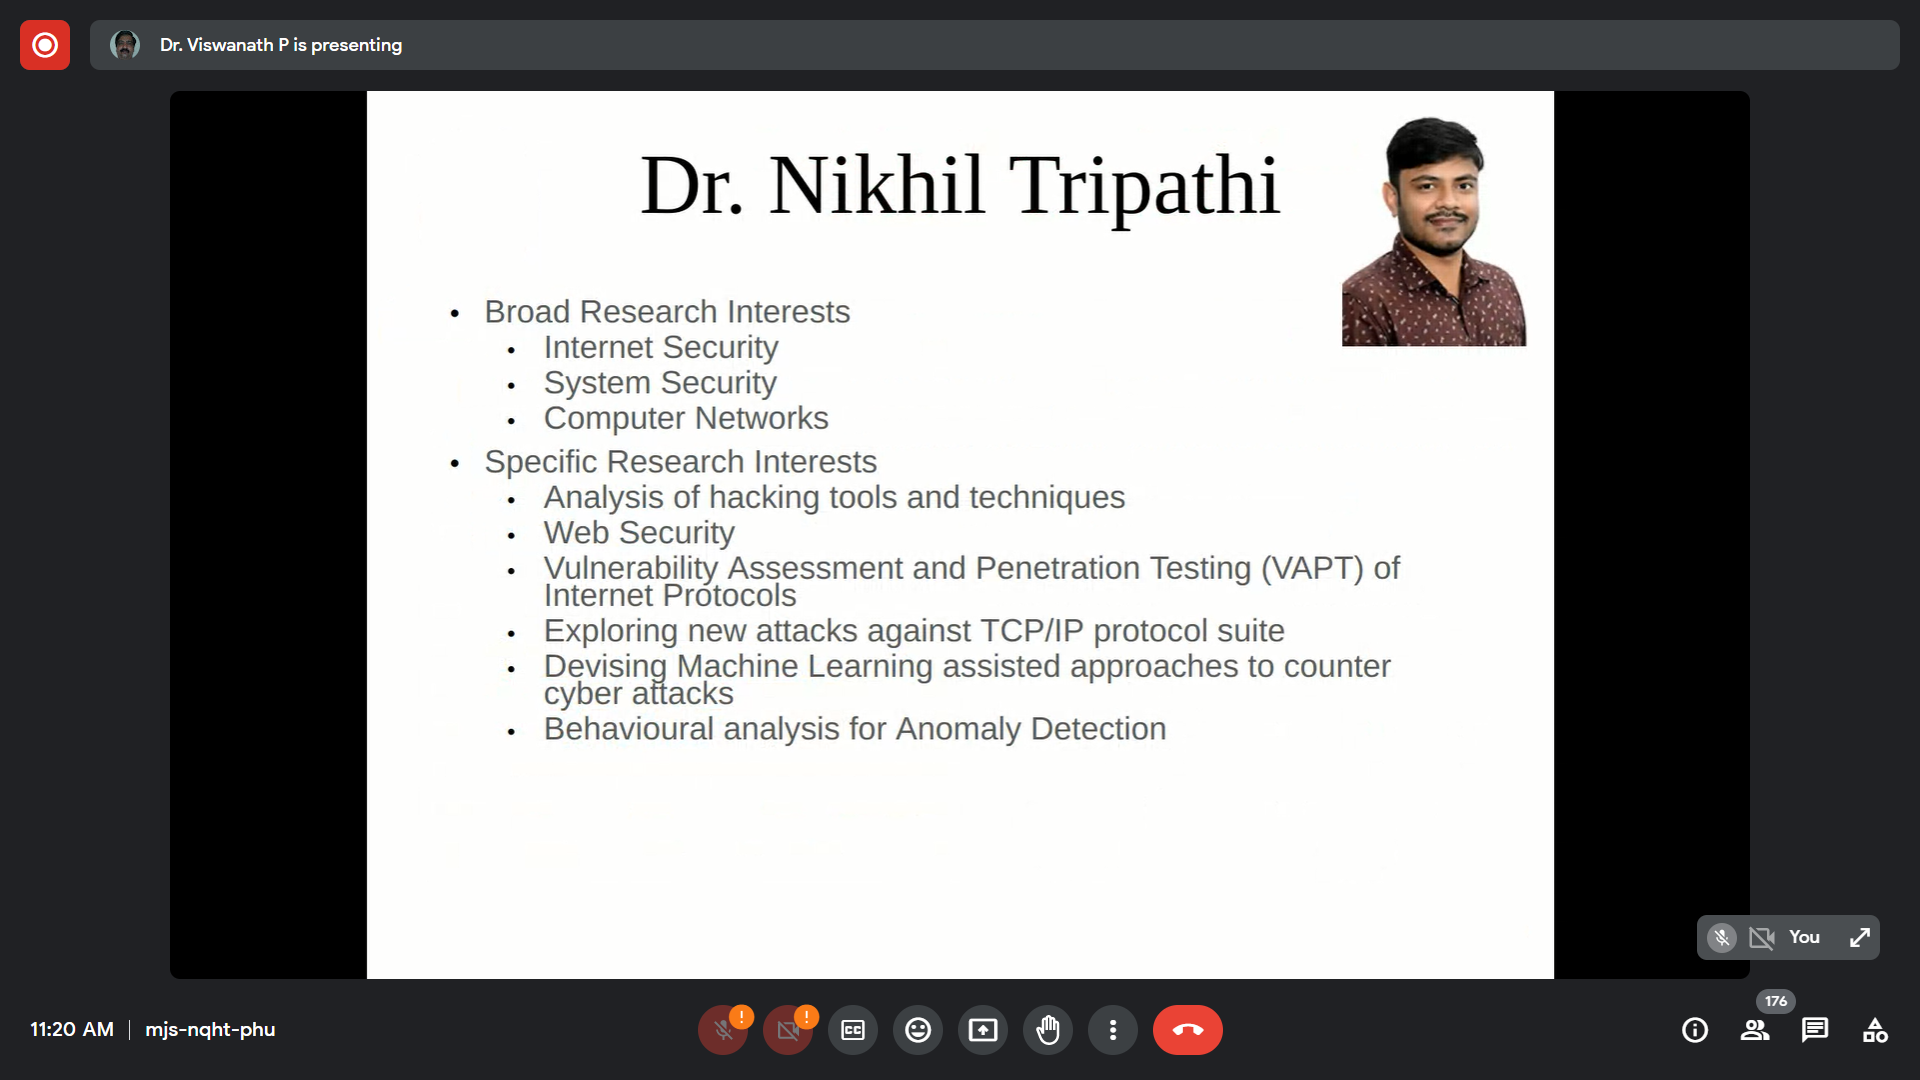 Dr. Viswanath P is presenting
Dr. Nikhil Tripathi
• Broad Research Interests
• Internet Security
• System Security
• Computer Networks
• Specific Research Interests
• Analysis of hacking tools and techniques
• Web Security
• Vulnerability Assessment and Penetration Testing (VAPT) of
Internet Protocols
• Exploring new attacks against TCP/IP protocol suite
• Devising Machine Learning assisted approaches to counter
cyber attacks
• Behavioural analysis for Anomaly Detection
You
11:20 AM | mjs-nqht-phu
! ! CC
176